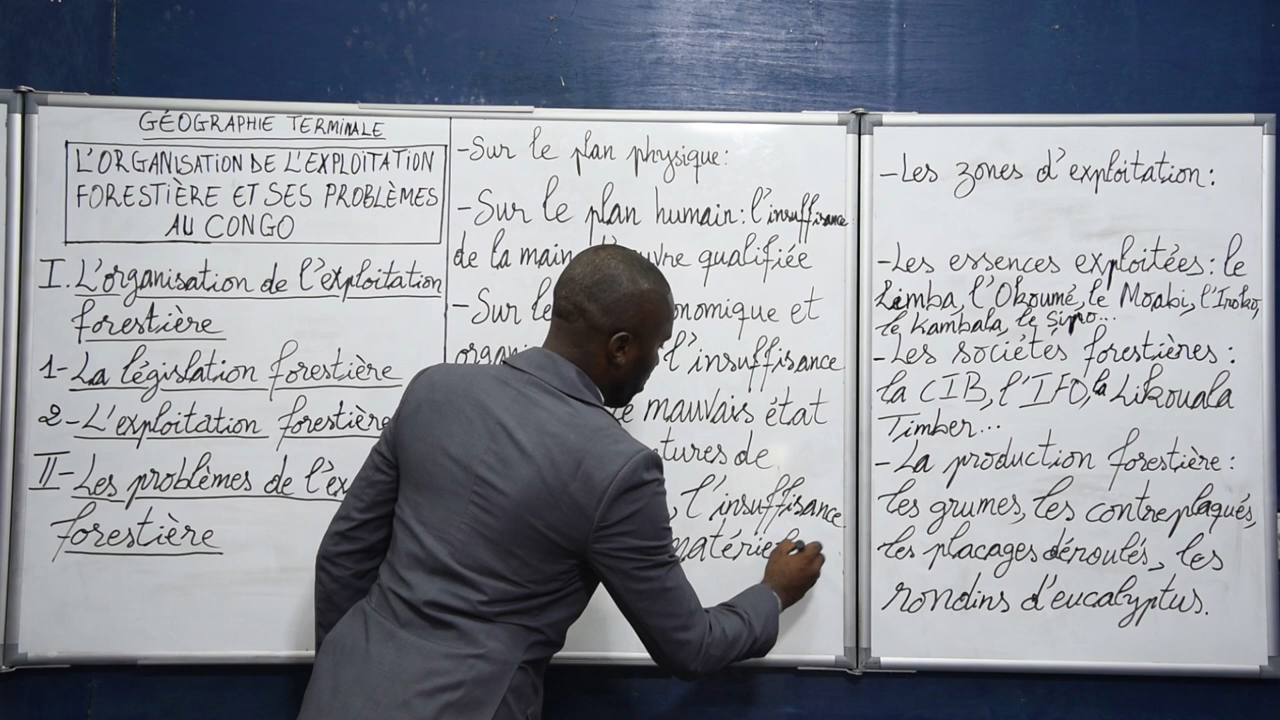 GÉOGRAPHIE TERMINALE
L'ORGANISATION DE L'EXPLOITATION
FORESTIÈRE ET SES PROBLÈMES
AU CONGO
I. L'organisation de l'exploitation
forestière
1- La législation forestière
2- L'exploitation forestière
II- Les problèmes de l'ex
forestière
-Sur le plan physique:
-Sur le plan humain: l'insuffisance
de la main d'œuvre qualifiée
-Sur le nomique et
organi l'insuffisance
mauvais état
tures de
, l'insuffisance
matérie
-Les zones d'exploitation:
-Les essences exploitées: le
Limba, l'Okoumé, le Moabi, l'Iroko,
le Kambala, le Sipo...
-Les sociétés forestières:
la CIB, l'IFO, la Likouala
Timber...
-La production forestière:
les grumes, les contreplaqués,
les placages déroulés, les
rondins d'eucalyptus.